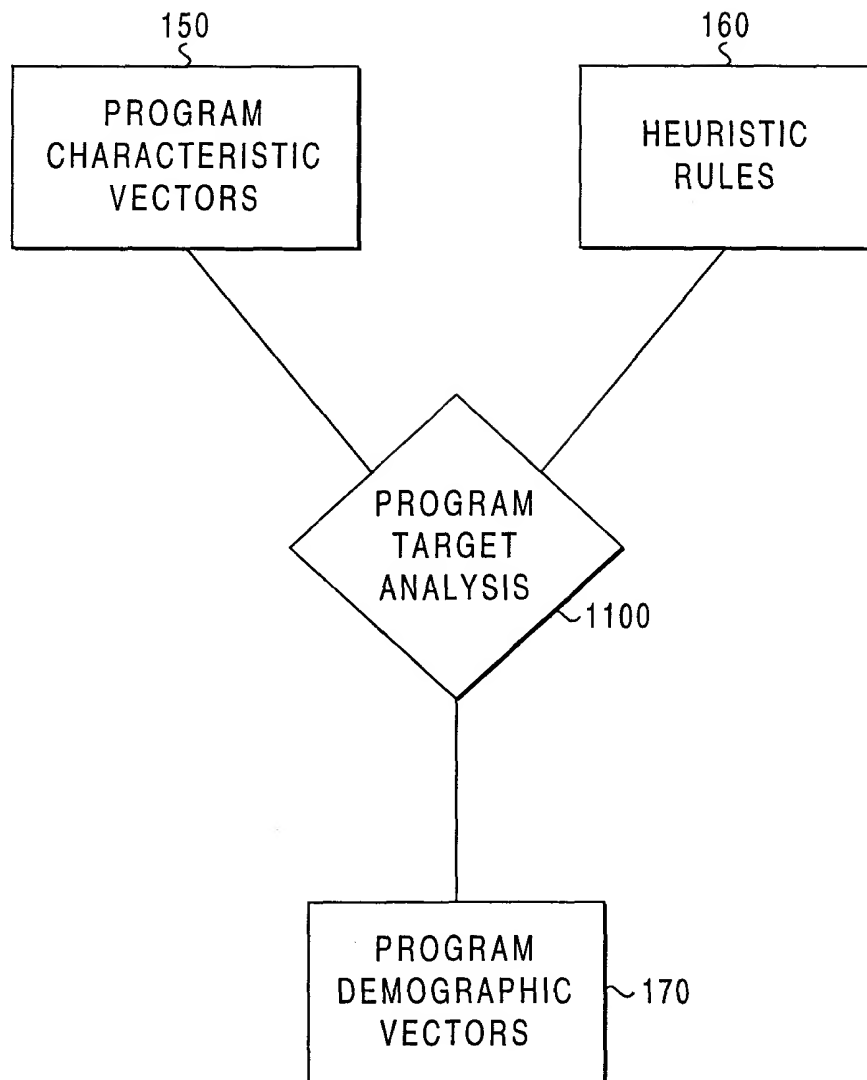 150
PROGRAM
CHARACTERISTIC
VECTORS
160
HEURISTIC
RULES
PROGRAM
TARGET
ANALYSIS
1100
PROGRAM
DEMOGRAPHIC
VECTORS
170